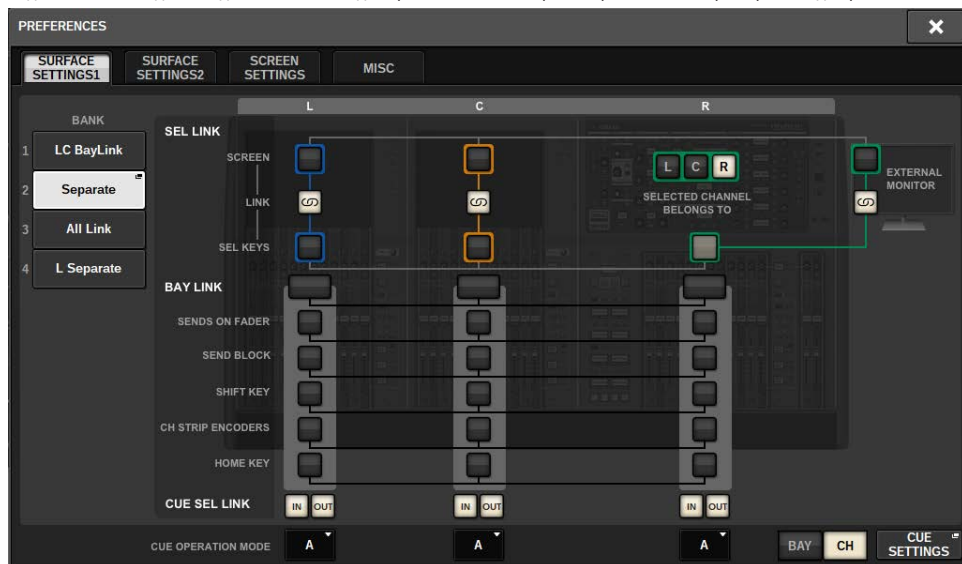 PREFERENCES
SURFACE SETTINGS1
SURFACE SETTINGS2
SCREEN SETTINGS
MISC
L C R
BANK
1 LC BayLink
2 Separate
3 All Link
4 L Separate
SEL LINK
SCREEN
LINK
SEL KEYS
L C R
SELECTED CHANNEL
BELONGS TO
EXTERNAL
MONITOR
BAY LINK
SENDS ON FADER
SEND BLOCK
SHIFT KEY
CH STRIP ENCODERS
HOME KEY
CUE SEL LINK IN OUT IN OUT IN OUT
CUE OPERATION MODE A A A BAY CH CUE SETTINGS